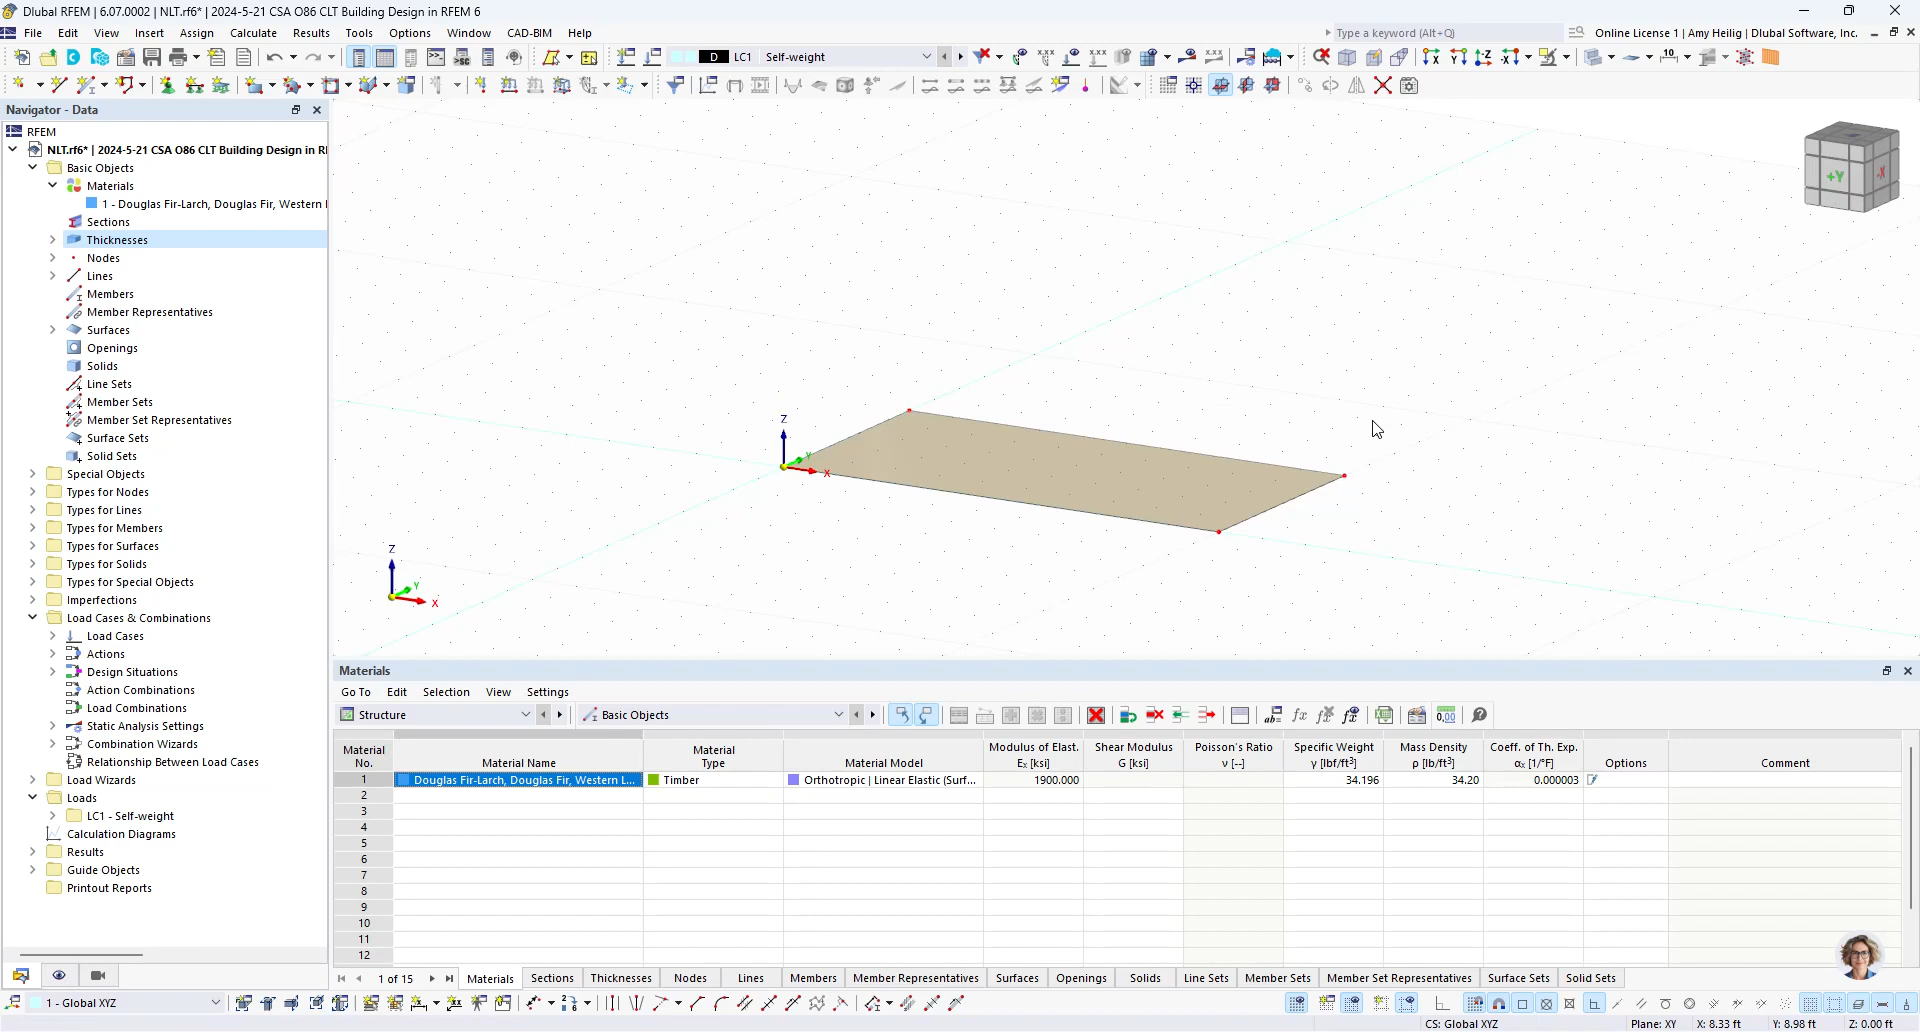 Dlubal RFEM | 6.07.0002 | NLT.rf6* | 2024-5-21 CSA O86 CLT Building Design in RFEM 6
File Edit View Insert Assign Calculate Results Tools Options Window CAD-BIM Help
Type a keyword (Alt+Q)
Online License 1 | Amy Heilig | Dlubal Software, Inc.
D LC1 Self-weight
Navigator - Data
RFEM
NLT.rf6* | 2024-5-21 CSA O86 CLT Building Design in RI
Basic Objects
Materials
1 - Douglas Fir-Larch, Douglas Fir, Western
Sections
Thicknesses
Nodes
Lines
Members
Member Representatives
Surfaces
Openings
Solids
Line Sets
Member Sets
Member Set Representatives
Surface Sets
Solid Sets
Special Objects
Types for Nodes
Types for Lines
Types for Members
Types for Surfaces
Types for Solids
Types for Special Objects
Imperfections
Load Cases & Combinations
Load Cases
Actions
Design Situations
Action Combinations
Load Combinations
Static Analysis Settings
Combination Wizards
Relationship Between Load Cases
Load Wizards
Loads
LC1 - Self-weight
Calculation Diagrams
Results
Guide Objects
Printout Reports
+Y -X
Z
Y
X
Z
Y
X
Materials
Go To Edit Selection View Settings
Structure
Basic Objects
Material No. Material Name Material Type Material Model Modulus of Elast. Eₓ [ksi] Shear Modulus G [ksi] Poisson's Ratio ν [--] Specific Weight γ [lbf/ft³] Mass Density ρ [lb/ft³] Coeff. of Th. Exp. αₓ [1/°F] Options Comment
1 Douglas Fir-Larch, Douglas Fir, Western L... Timber Orthotropic | Linear Elastic (Surf... 1900.000 34.196 34.20 0.000003
2
3
4
5
6
7
8
9
10
11
12
1 of 15 Materials Sections Thicknesses Nodes Lines Members Member Representatives Surfaces Openings Solids Line Sets Member Sets Member Set Representatives Surface Sets Solid Sets
1 - Global XYZ
CS: Global XYZ Plane: XY X: 8.33 ft Y: 8.98 ft Z: 0.00 ft